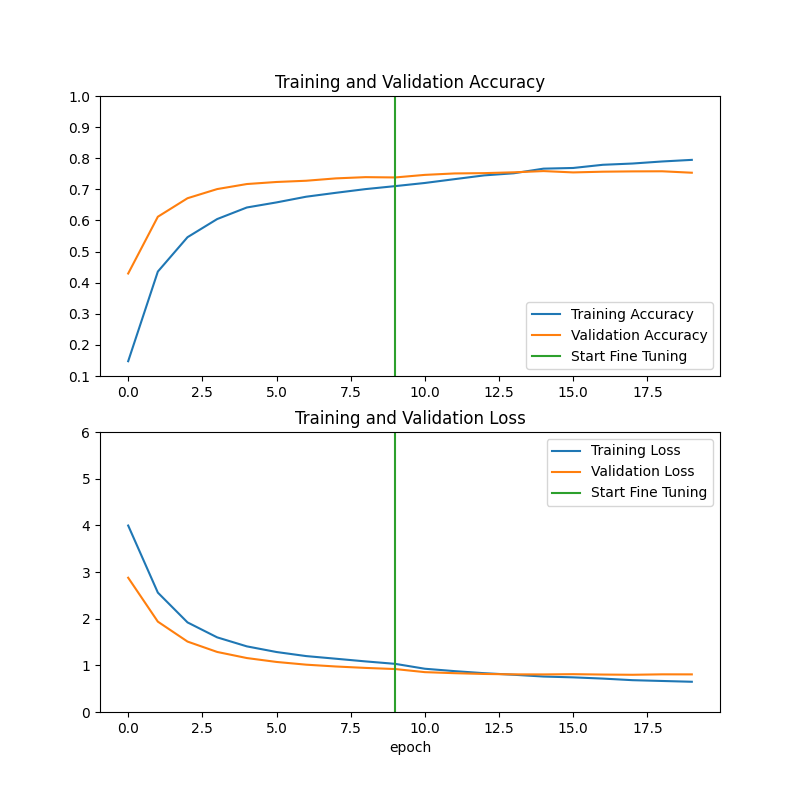 Training and Validation Accuracy
1.0
0.9
0.8
0.7
0.6
0.5
0.4
0.3
0.2
0.1
Training Accuracy
Validation Accuracy
Start Fine Tuning
0.0 2.5 5.0 7.5 10.0 12.5 15.0 17.5
Training and Validation Loss
6
5
4
3
2
1
0
Training Loss
Validation Loss
Start Fine Tuning
0.0 2.5 5.0 7.5 10.0 12.5 15.0 17.5
epoch